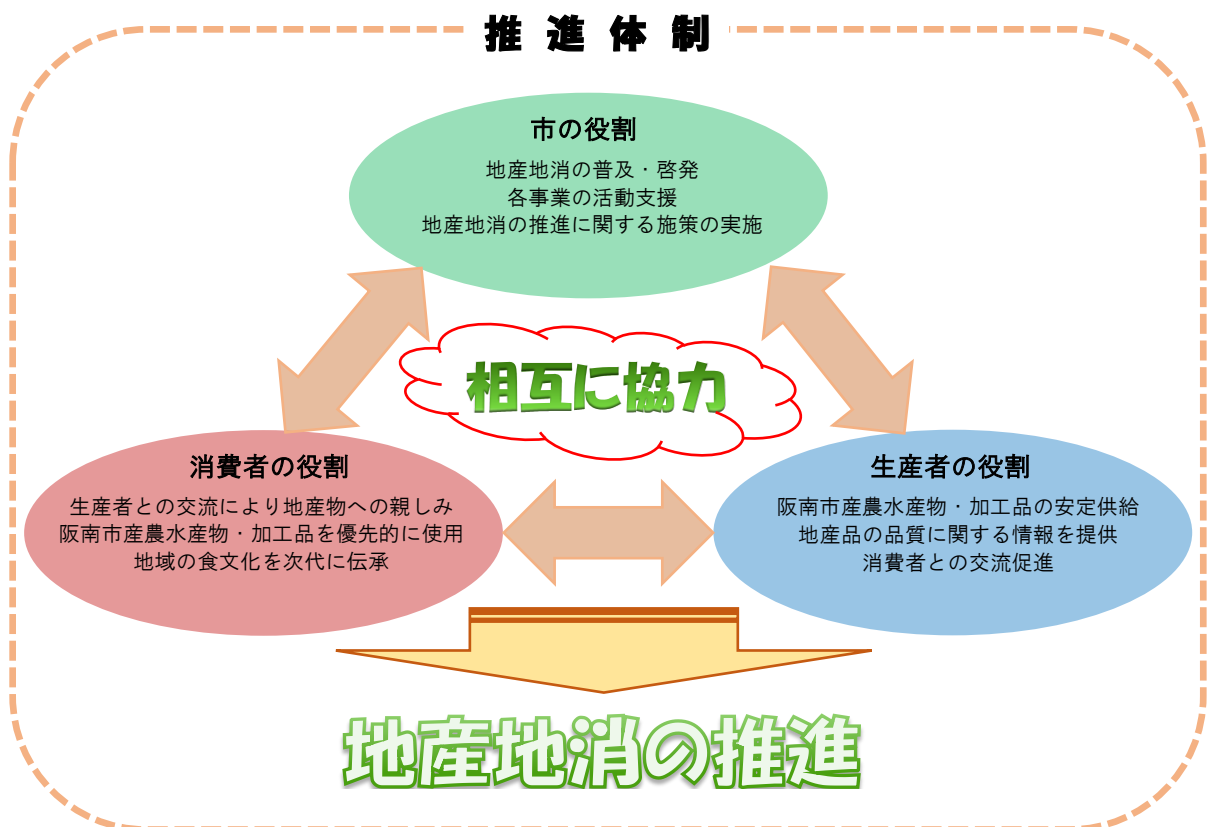 推進体制
市の役割
地産地消の普及・啓発
各事業の活動支援
地産地消の推進に関する施策の実施
相互に協力
消費者の役割
生産者との交流により地産物への親しみ
阪南市産農水産物・加工品を優先的に使用
地域の食文化を次代に伝承
生産者の役割
阪南市産農水産物・加工品の安定供給
地産品の品質に関する情報を提供
消費者との交流促進
地産地消の推進